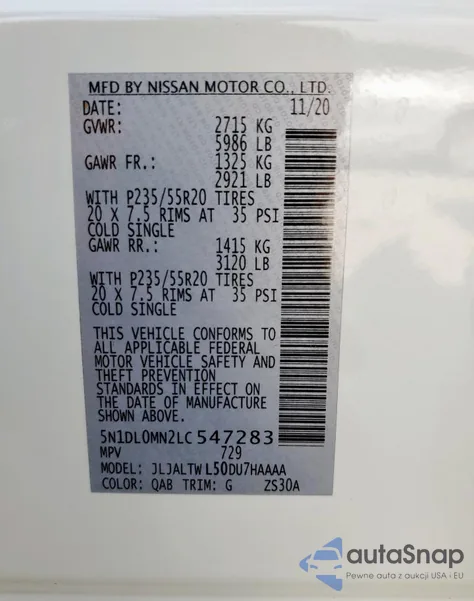 MFD BY NISSAN MOTOR CO., LTD.
DATE: 11/20
GVWR: 2715 KG
5986 LB
GAWR FR.: 1325 KG
2921 LB
WITH P235/55R20 TIRES
20 X 7.5 RIMS AT 35 PSI
COLD SINGLE
GAWR RR.: 1415 KG
3120 LB
WITH P235/55R20 TIRES
20 X 7.5 RIMS AT 35 PSI
COLD SINGLE
THIS VEHICLE CONFORMS TO
ALL APPLICABLE FEDERAL
MOTOR VEHICLE SAFETY AND
THEFT PREVENTION
STANDARDS IN EFFECT ON
THE DATE OF MANUFACTURE
SHOWN ABOVE.
5N1DL0MN2LC547283
MPV 729
MODEL: JLJALTW L50DU7HAAAA
COLOR: QAB TRIM: G ZS30A
autoSnap
Pewne auta z aukcji USA i EU